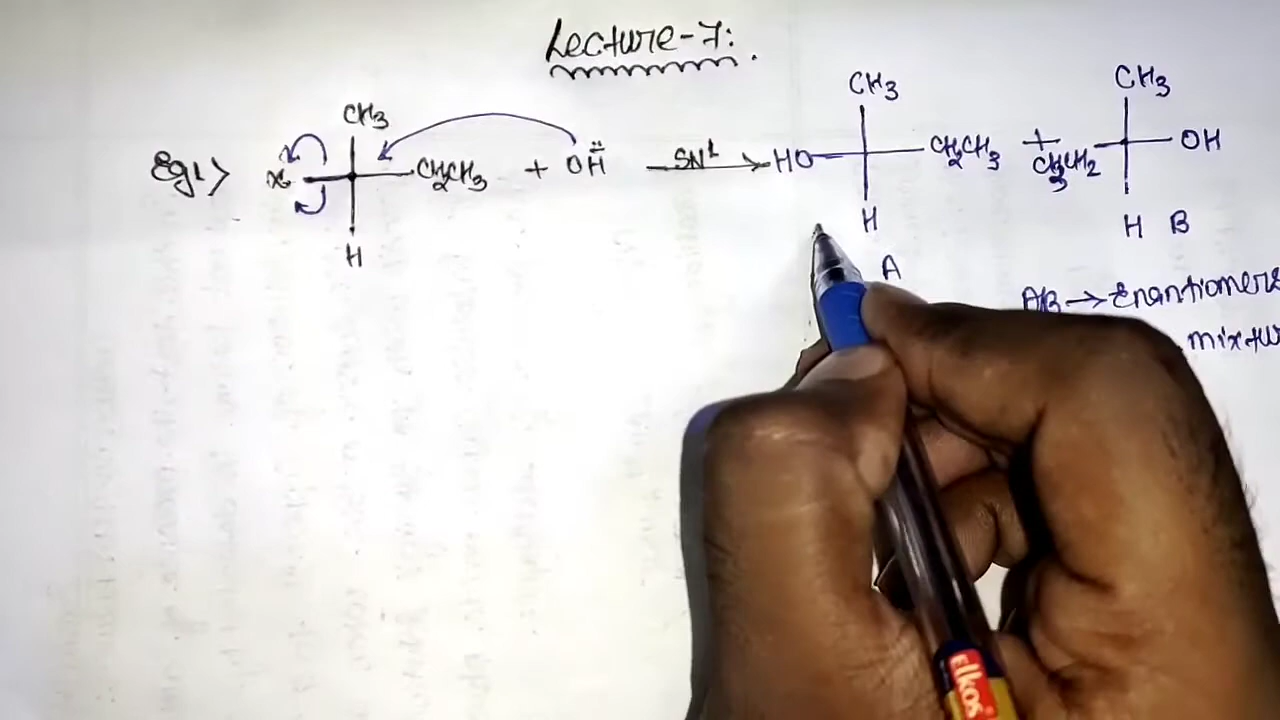 Lecture-7:
CH3 CH3 CH3
Eg1> x CH2CH3 + OH SN1 HO CH2CH3 + CH3CH2 OH
H H H B
A
AB → Enantiomers
mixtu
elkos